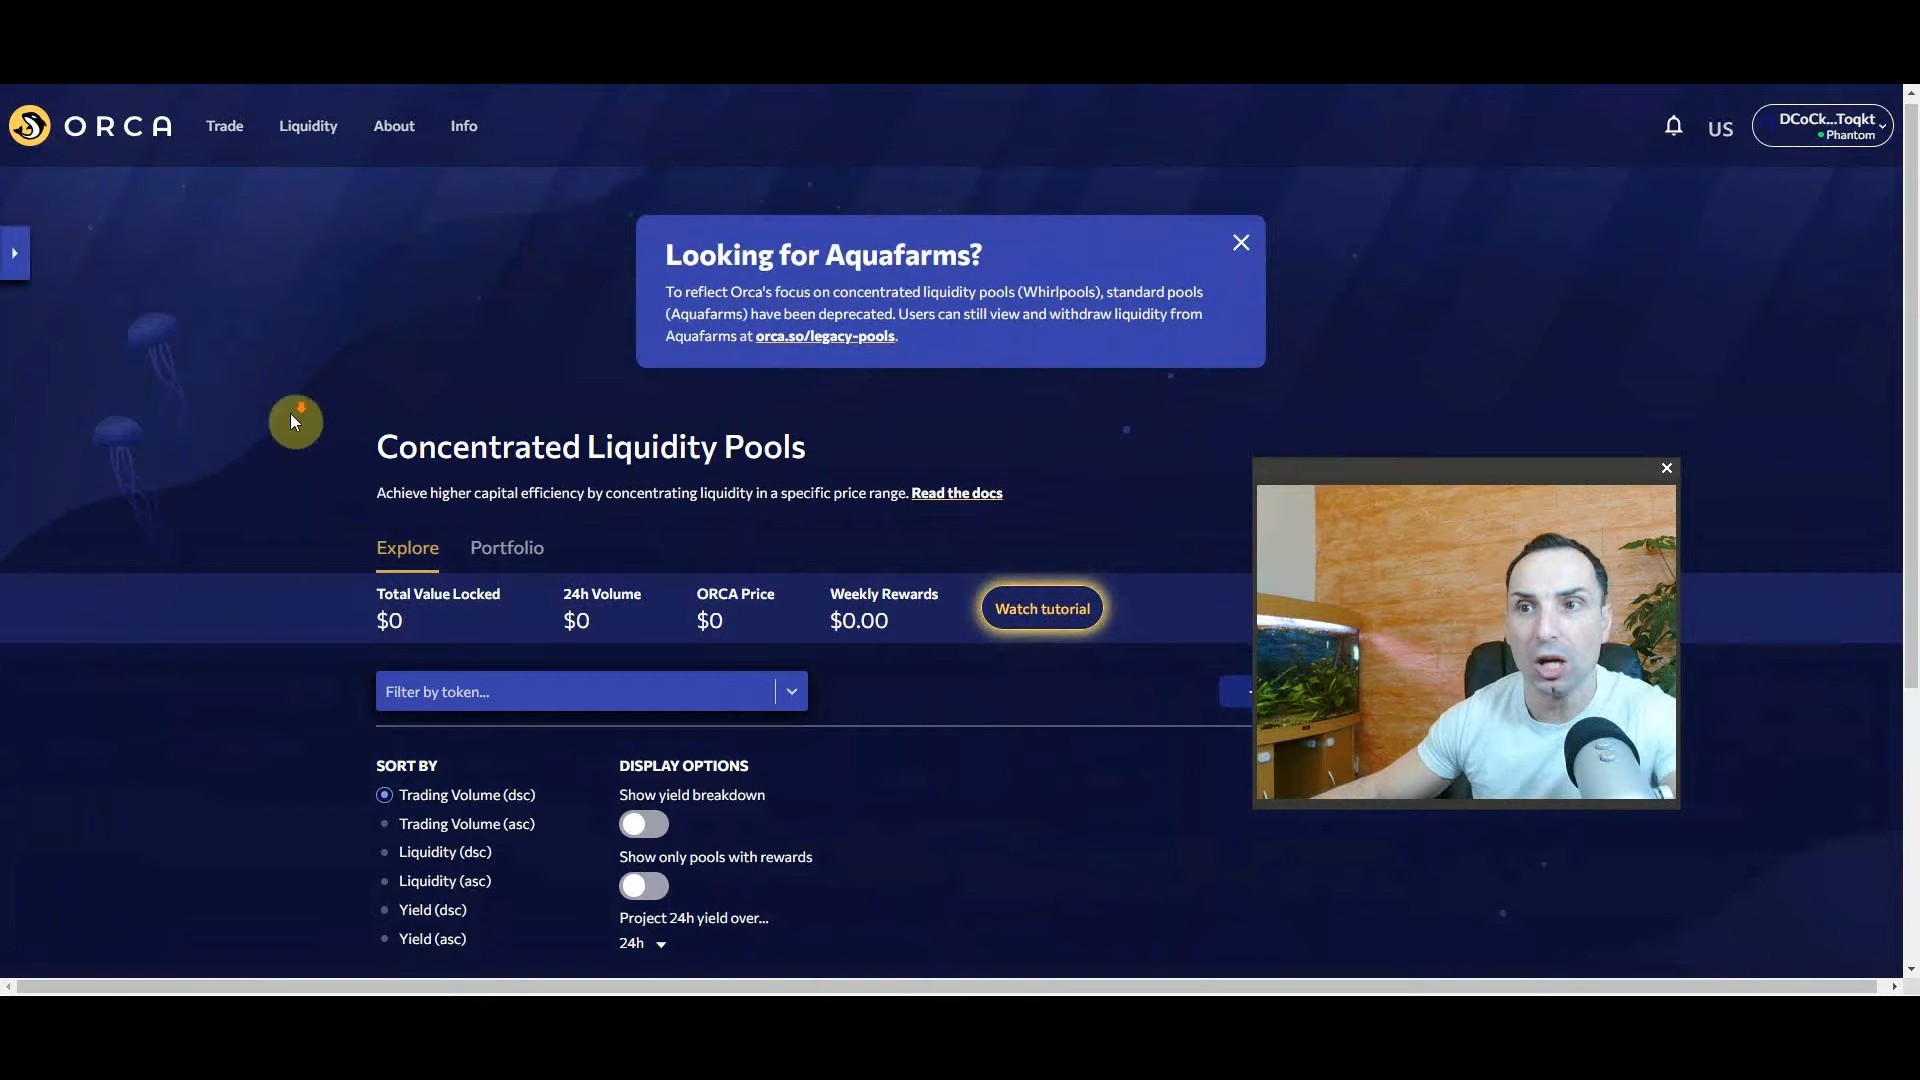 ORCA
Trade
Liquidity
About
Info
US
DCoCk...Toqkt
Phantom
Looking for Aquafarms?
To reflect Orca's focus on concentrated liquidity pools (Whirlpools), standard pools
(Aquafarms) have been deprecated. Users can still view and withdraw liquidity from
Aquafarms at orca.so/legacy-pools.
Concentrated Liquidity Pools
Achieve higher capital efficiency by concentrating liquidity in a specific price range. Read the docs
Explore
Portfolio
Total Value Locked
$0
24h Volume
$0
ORCA Price
$0
Weekly Rewards
$0.00
Watch tutorial
Filter by token...
SORT BY
Trading Volume (dsc)
Trading Volume (asc)
Liquidity (dsc)
Liquidity (asc)
Yield (dsc)
Yield (asc)
DISPLAY OPTIONS
Show yield breakdown
Show only pools with rewards
Project 24h yield over...
24h